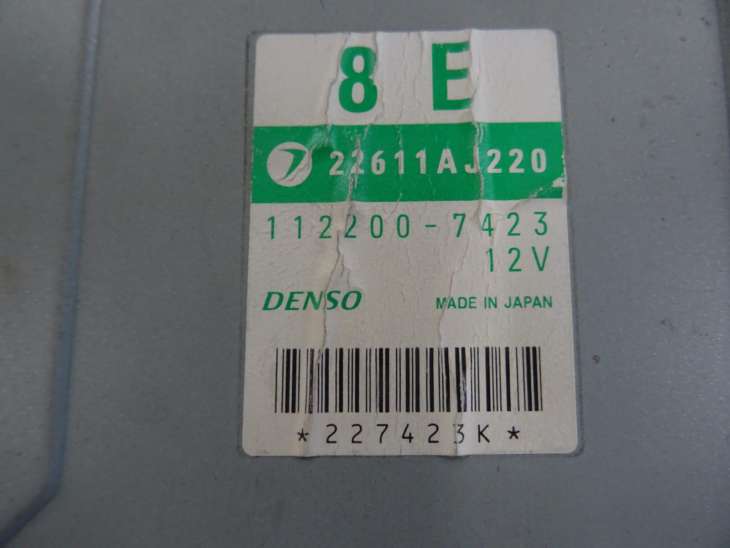 8 E
22611AJ220
112200-7423
12V
DENSO MADE IN JAPAN
*227423K*